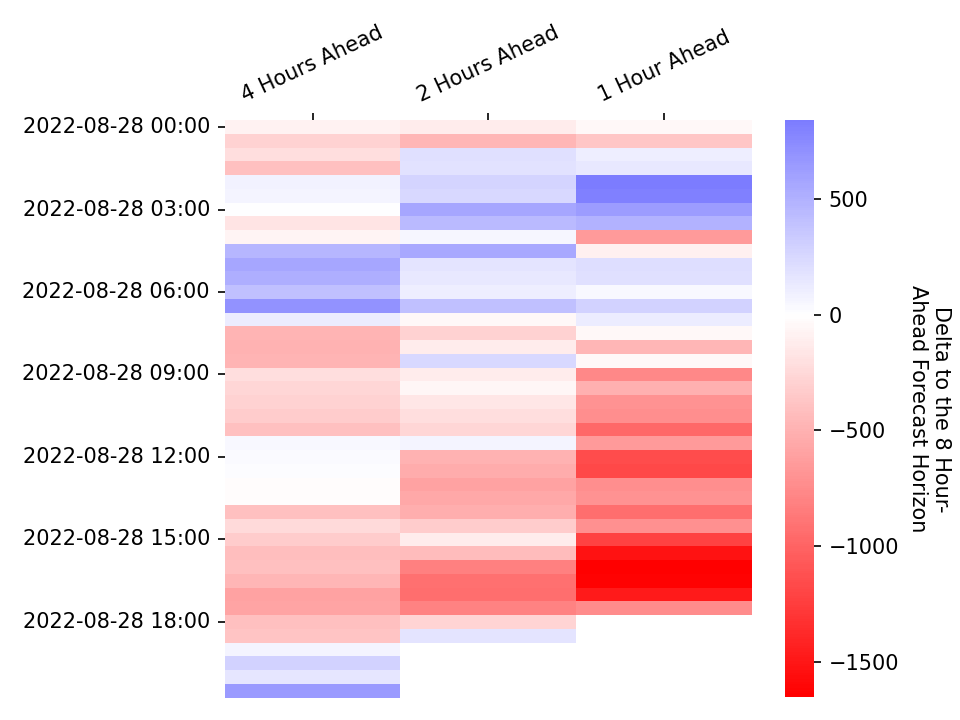 4 Hours Ahead
2 Hours Ahead
1 Hour Ahead
2022-08-28 00:00
2022-08-28 03:00
2022-08-28 06:00
2022-08-28 09:00
2022-08-28 12:00
2022-08-28 15:00
2022-08-28 18:00
500
0
−500
−1000
−1500
Delta to the 8 Hour-
Ahead Forecast Horizon